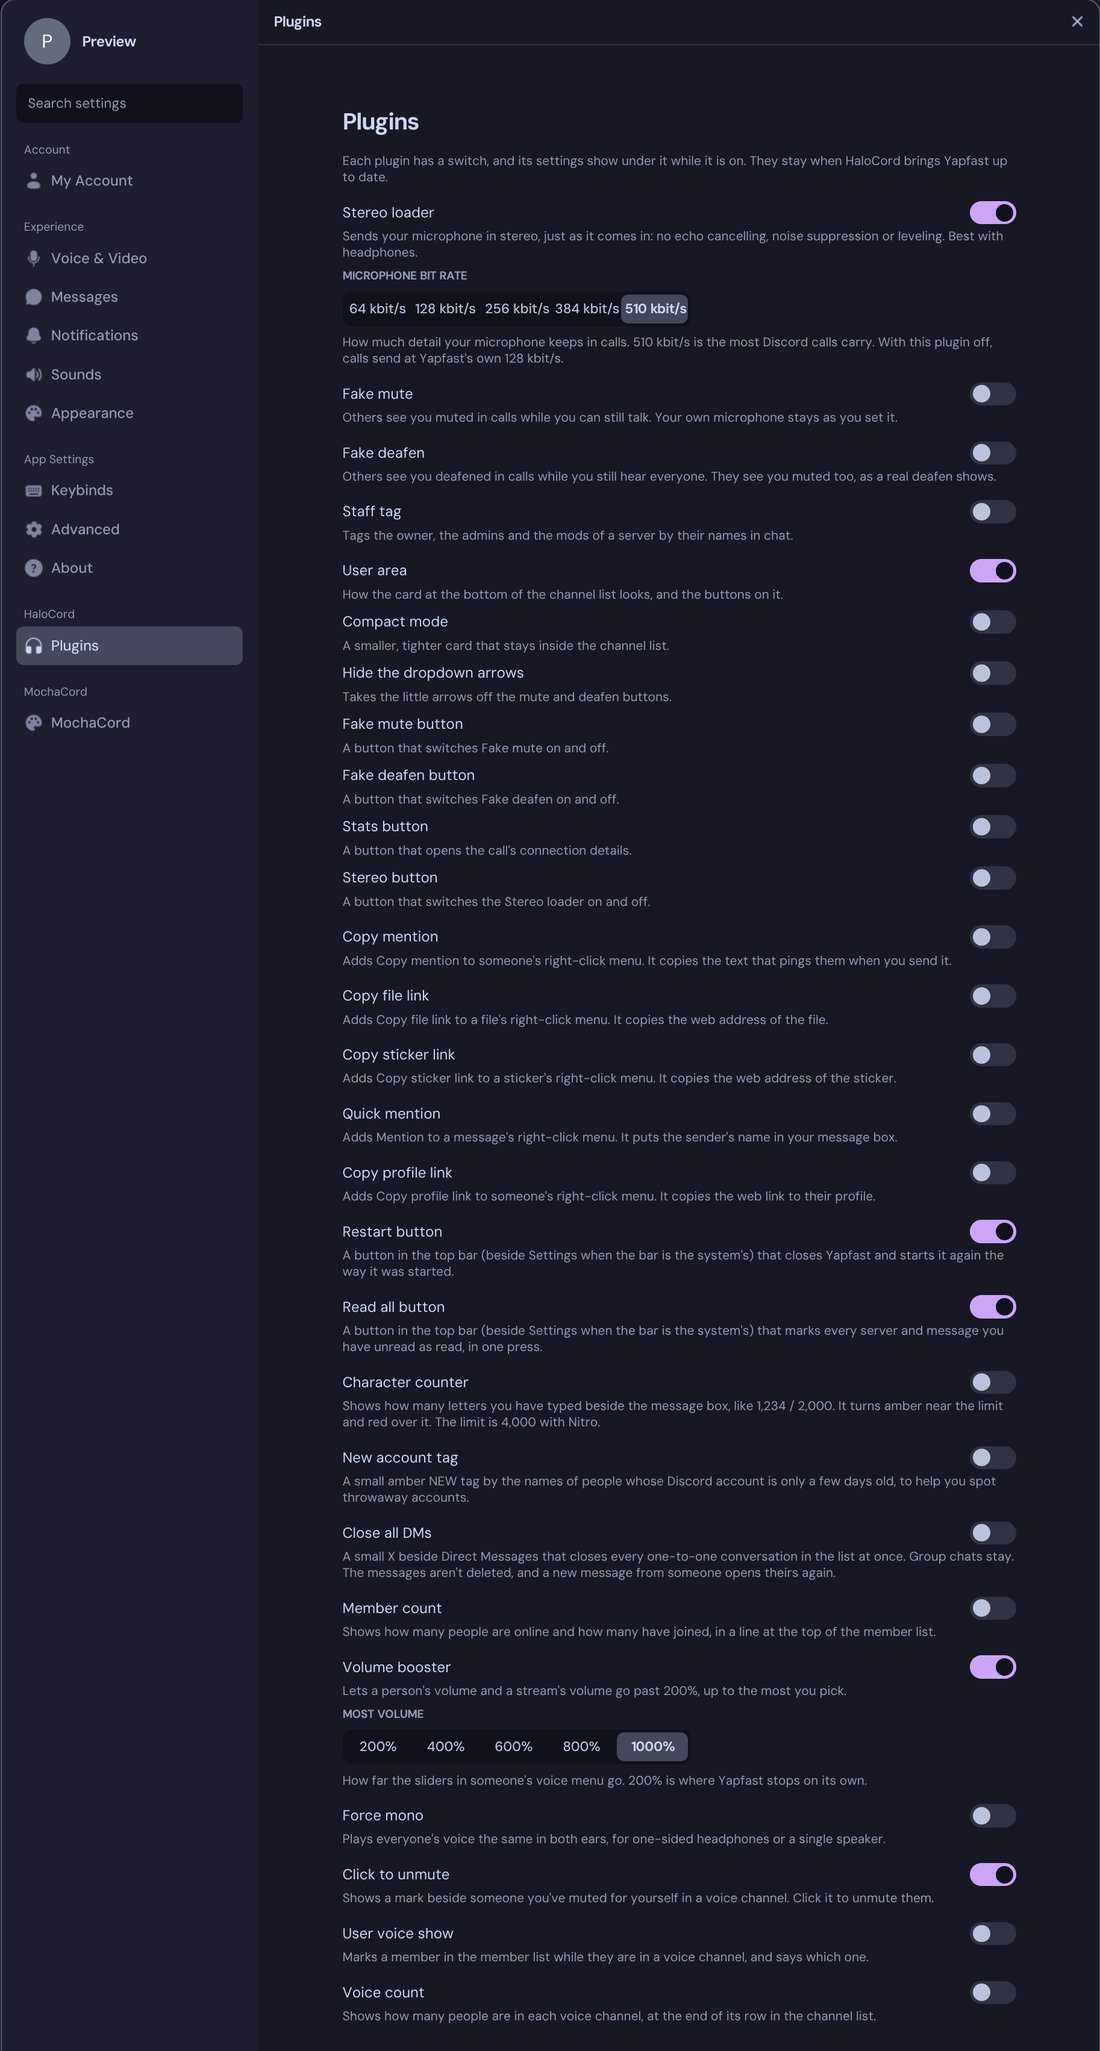 P
Preview
Search settings
Account
My Account
Experience
Voice & Video
Messages
Notifications
Sounds
Appearance
App Settings
Keybinds
Advanced
About
HaloCord
Plugins
MochaCord
MochaCord
Plugins
Plugins
Each plugin has a switch, and its settings show under it while it is on. They stay when HaloCord brings Yapfast up
to date.
Stereo loader
Sends your microphone in stereo, just as it comes in: no echo cancelling, noise suppression or leveling. Best with
headphones.
MICROPHONE BIT RATE
64 kbit/s 128 kbit/s 256 kbit/s 384 kbit/s 510 kbit/s
How much detail your microphone keeps in calls. 510 kbit/s is the most Discord calls carry. With this plugin off,
calls send at Yapfast's own 128 kbit/s.
Fake mute
Others see you muted in calls while you can still talk. Your own microphone stays as you set it.
Fake deafen
Others see you deafened in calls while you still hear everyone. They see you muted too, as a real deafen shows.
Staff tag
Tags the owner, the admins and the mods of a server by their names in chat.
User area
How the card at the bottom of the channel list looks, and the buttons on it.
Compact mode
A smaller, tighter card that stays inside the channel list.
Hide the dropdown arrows
Takes the little arrows off the mute and deafen buttons.
Fake mute button
A button that switches Fake mute on and off.
Fake deafen button
A button that switches Fake deafen on and off.
Stats button
A button that opens the call's connection details.
Stereo button
A button that switches the Stereo loader on and off.
Copy mention
Adds Copy mention to someone's right-click menu. It copies the text that pings them when you send it.
Copy file link
Adds Copy file link to a file's right-click menu. It copies the web address of the file.
Copy sticker link
Adds Copy sticker link to a sticker's right-click menu. It copies the web address of the sticker.
Quick mention
Adds Mention to a message's right-click menu. It puts the sender's name in your message box.
Copy profile link
Adds Copy profile link to someone's right-click menu. It copies the web link to their profile.
Restart button
A button in the top bar (beside Settings when the bar is the system's) that closes Yapfast and starts it again the
way it was started.
Read all button
A button in the top bar (beside Settings when the bar is the system's) that marks every server and message you
have unread as read, in one press.
Character counter
Shows how many letters you have typed beside the message box, like 1,234 / 2,000. It turns amber near the limit
and red over it. The limit is 4,000 with Nitro.
New account tag
A small amber NEW tag by the names of people whose Discord account is only a few days old, to help you spot
throwaway accounts.
Close all DMs
A small X beside Direct Messages that closes every one-to-one conversation in the list at once. Group chats stay.
The messages aren't deleted, and a new message from someone opens theirs again.
Member count
Shows how many people are online and how many have joined, in a line at the top of the member list.
Volume booster
Lets a person's volume and a stream's volume go past 200%, up to the most you pick.
MOST VOLUME
200% 400% 600% 800% 1000%
How far the sliders in someone's voice menu go. 200% is where Yapfast stops on its own.
Force mono
Plays everyone's voice the same in both ears, for one-sided headphones or a single speaker.
Click to unmute
Shows a mark beside someone you've muted for yourself in a voice channel. Click it to unmute them.
User voice show
Marks a member in the member list while they are in a voice channel, and says which one.
Voice count
Shows how many people are in each voice channel, at the end of its row in the channel list.